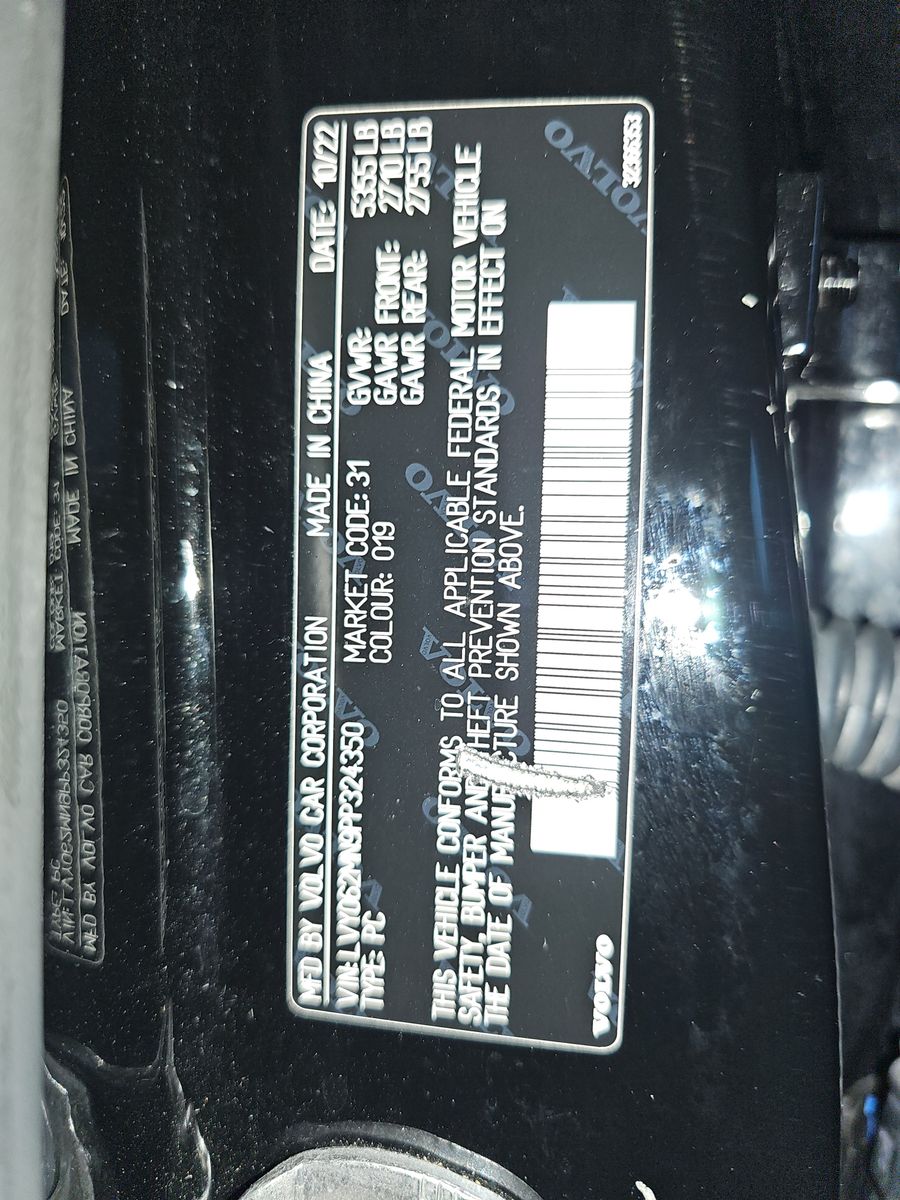 MFD BY VOLVO CAR CORPORATION MADE IN CHINA DATE: 10/22
VIN: LVY062MN9PP324350 MARKET CODE: 31 GVWR: 5355 LB
TYPE: PC COLOUR: 019 GAWR FRONT: 2710 LB
GAWR REAR: 2755 LB
THIS VEHICLE CONFORMS TO ALL APPLICABLE FEDERAL MOTOR VEHICLE
SAFETY, BUMPER AND THEFT PREVENTION STANDARDS IN EFFECT ON
THE DATE OF MANUFACTURE SHOWN ABOVE.
VOLVO